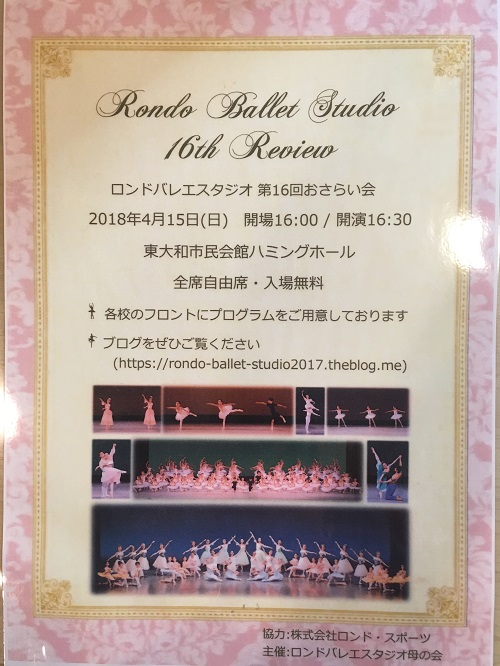 Rondo Ballet Studio
16th Review
ロンドバレエスタジオ 第16回おさらい会
2018年4月15日(日) 開場16:00 / 開演16:30
東大和市民会館ハミングホール
全席自由席・入場無料
各校のフロントにプログラムをご用意しております
ブログをぜひご覧ください
(https://rondo-ballet-studio2017.theblog.me)
協力:株式会社ロンド・スポーツ
主催:ロンドバレエスタジオ母の会